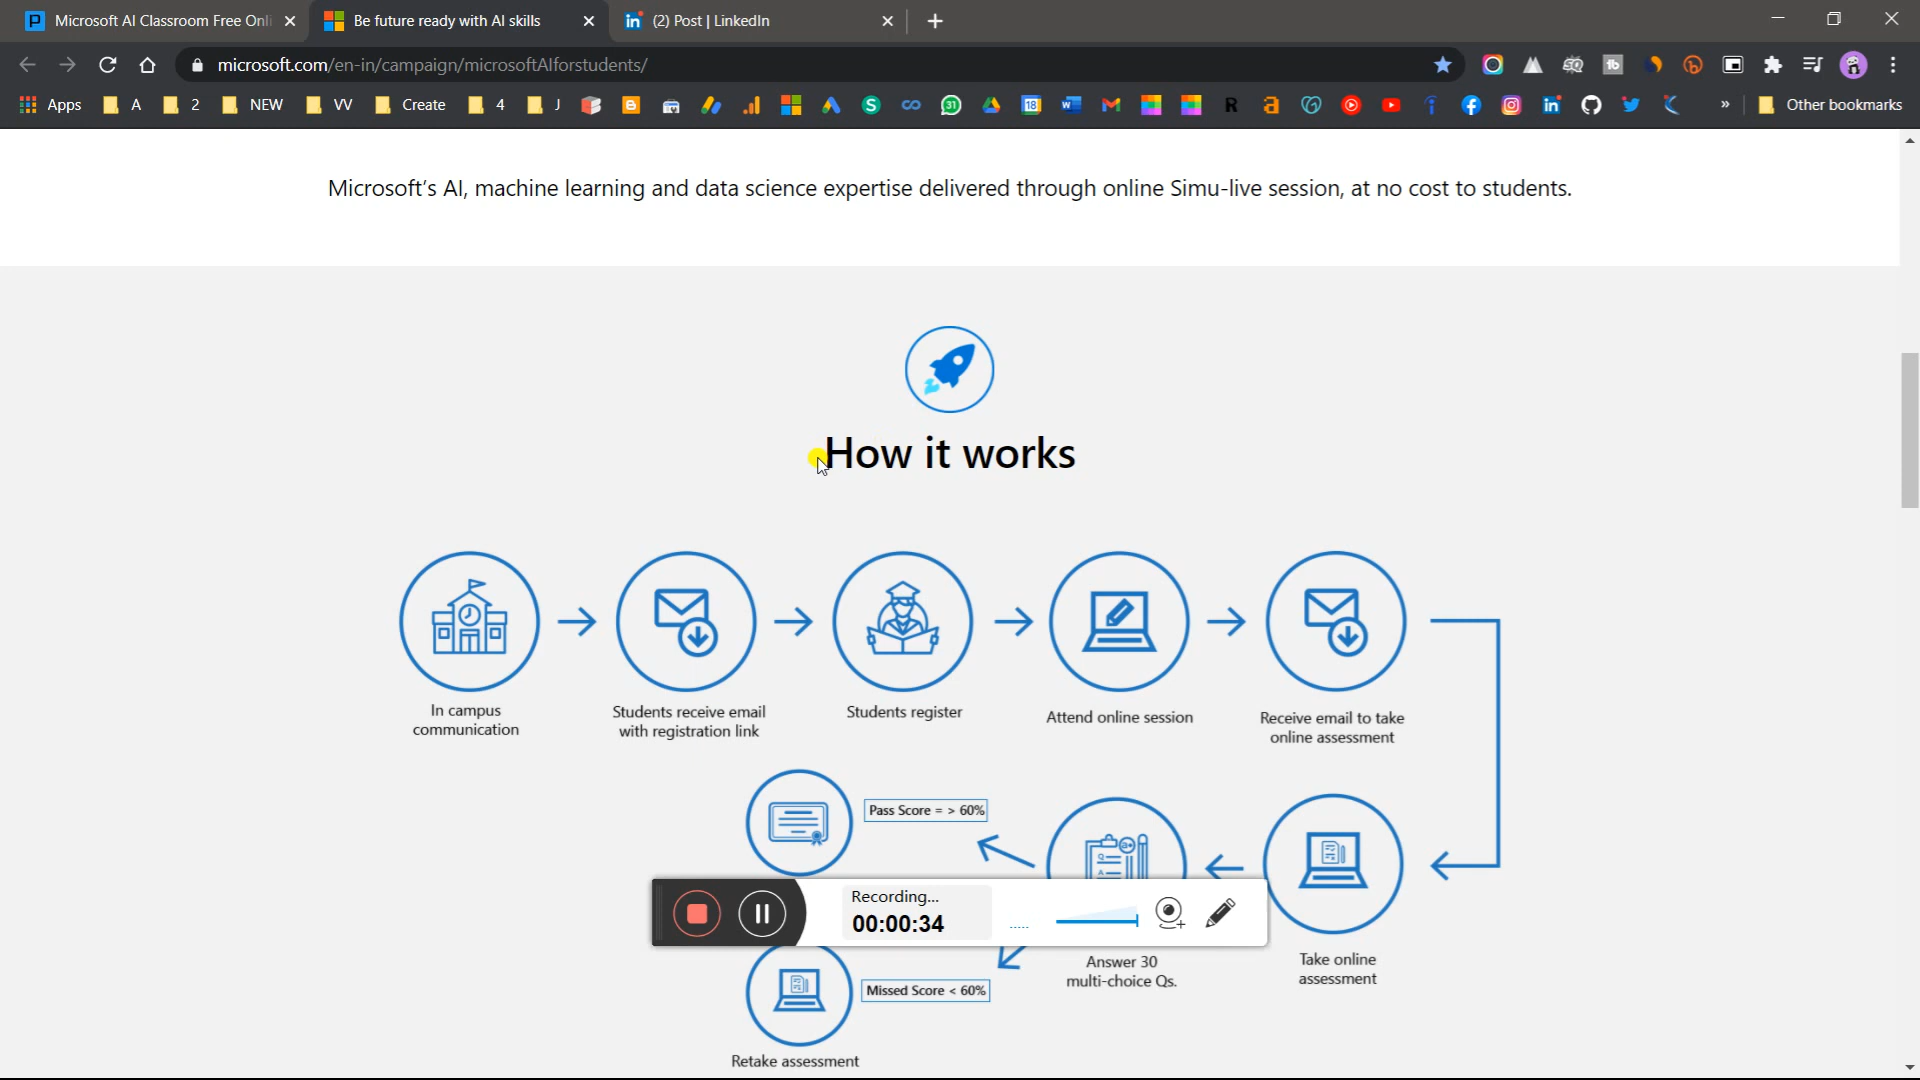 Microsoft AI Classroom Free Onli
Be future ready with AI skills
(2) Post | LinkedIn
microsoft.com/en-in/campaign/microsoftAIforstudents/
Apps
A
2
NEW
VV
Create
4
J
Other bookmarks
Microsoft's AI, machine learning and data science expertise delivered through online Simu-live session, at no cost to students.
How it works
In campus
communication
Students receive email
with registration link
Students register
Attend online session
Receive email to take
online assessment
Pass Score = > 60%
Recording...
00:00:34
Answer 30
multi-choice Qs.
Take online
assessment
Missed Score < 60%
Retake assessment